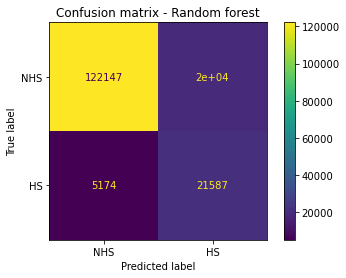 Confusion matrix - Random forest
NHS
122147
2e+04
HS
5174
21587
NHS
HS
True label
Predicted label
120000
100000
80000
60000
40000
20000